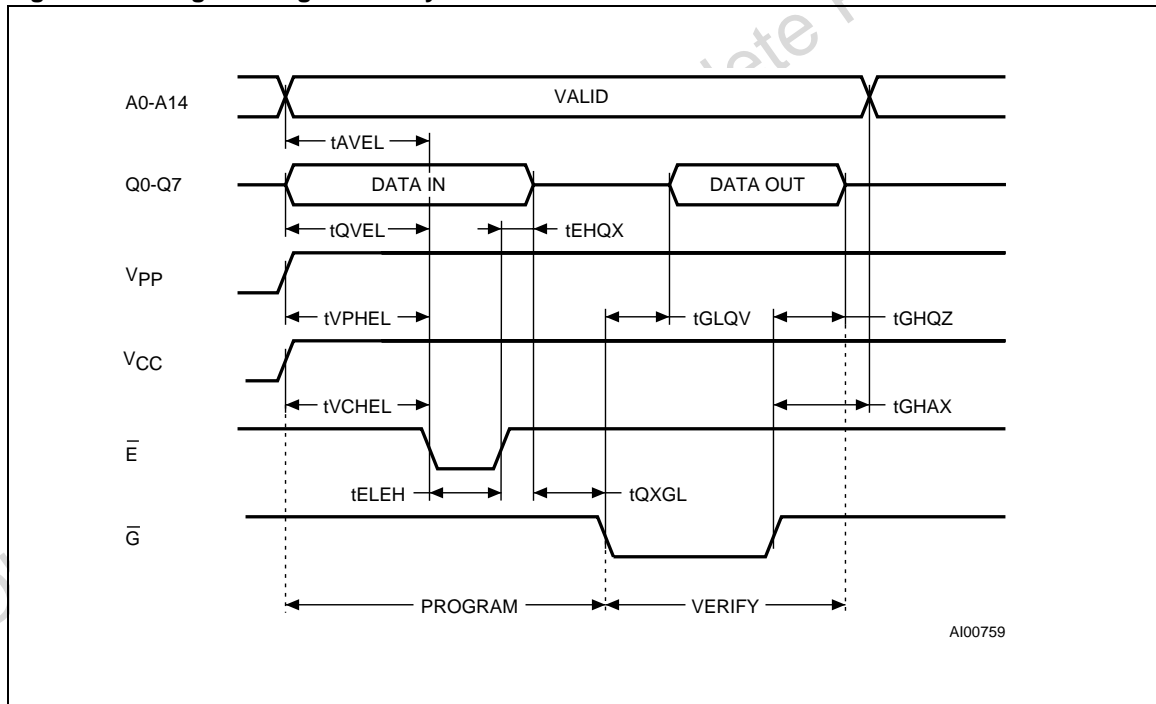 A0-A14
VALID
tAVEL
Q0-Q7
DATA IN
DATA OUT
tQVEL
tEHQX
VPP
tVPHEL
tGLQV
tGHQZ
VCC
tVCHEL
tGHAX
E
tELEH
tQXGL
G
PROGRAM
VERIFY
AI00759